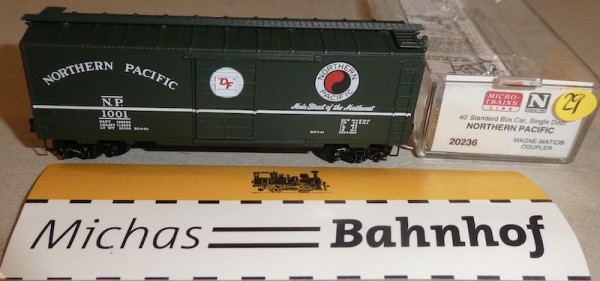 NORTHERN PACIFIC
N.P.
1001
DF
NORTHERN
PACIFIC
Main Street of the Northwest
MICRO-
TRAINS
LINE
N
29
40' Standard Box Car, Single Door
NORTHERN PACIFIC
20236
MAGNE-MATIC®
COUPLER
Michas Bahnhof